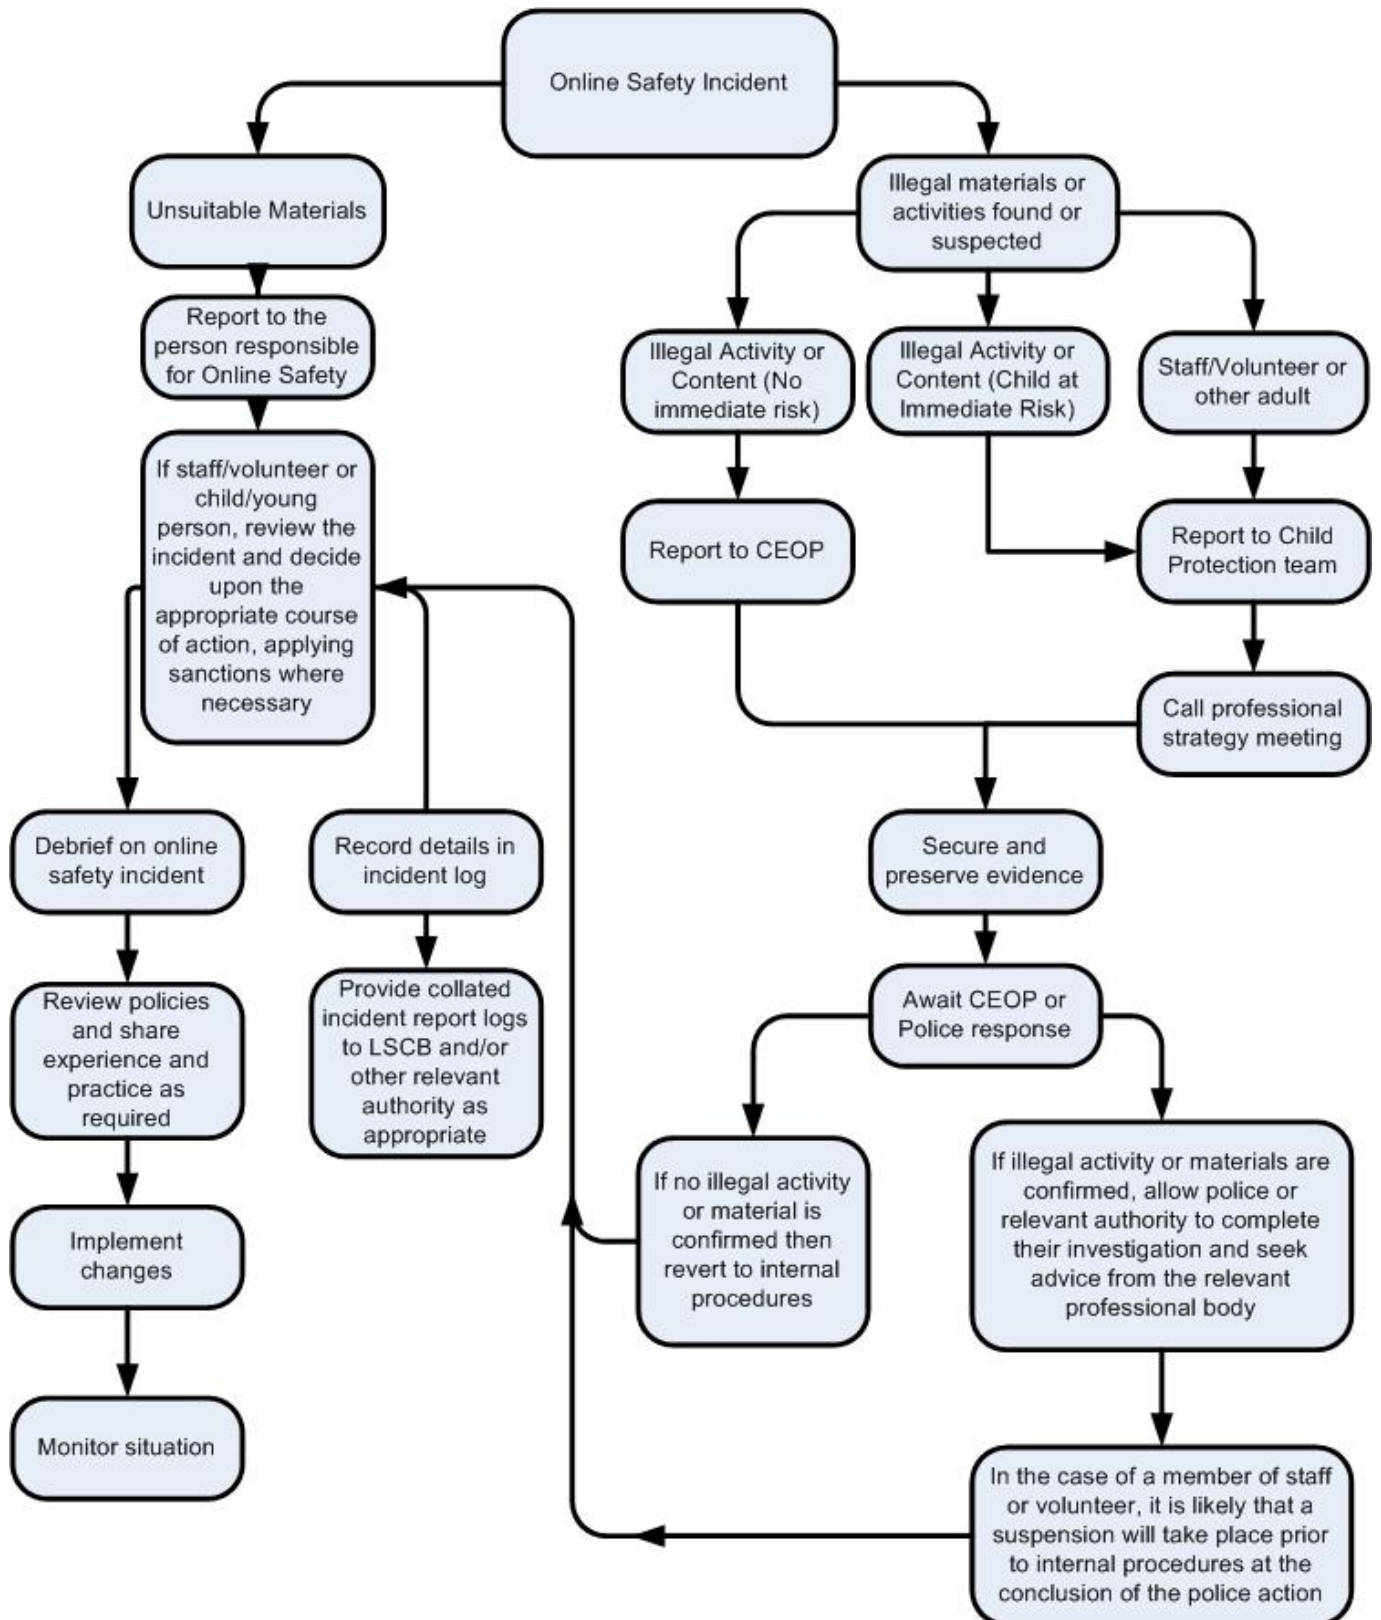 Online Safety Incident
Unsuitable Materials
Report to the
person responsible
for Online Safety
If staff/volunteer or
child/young
person, review the
incident and decide
upon the
appropriate course
of action, applying
sanctions where
necessary
Debrief on online
safety incident
Review policies
and share
experience and
practice as
required
Implement
changes
Monitor situation
Record details in
incident log
Provide collated
incident report logs
to LSCB and/or
other relevant
authority as
appropriate
Illegal materials or
activities found or
suspected
Illegal Activity or
Content (No
immediate risk)
Illegal Activity or
Content (Child at
Immediate Risk)
Staff/Volunteer or
other adult
Report to CEOP
Report to Child
Protection team
Call professional
strategy meeting
Secure and
preserve evidence
Await CEOP or
Police response
If no illegal activity
or material is
confirmed then
revert to internal
procedures
If illegal activity or materials are
confirmed, allow police or
relevant authority to complete
their investigation and seek
advice from the relevant
professional body
In the case of a member of staff
or volunteer, it is likely that a
suspension will take place prior
to internal procedures at the
conclusion of the police action